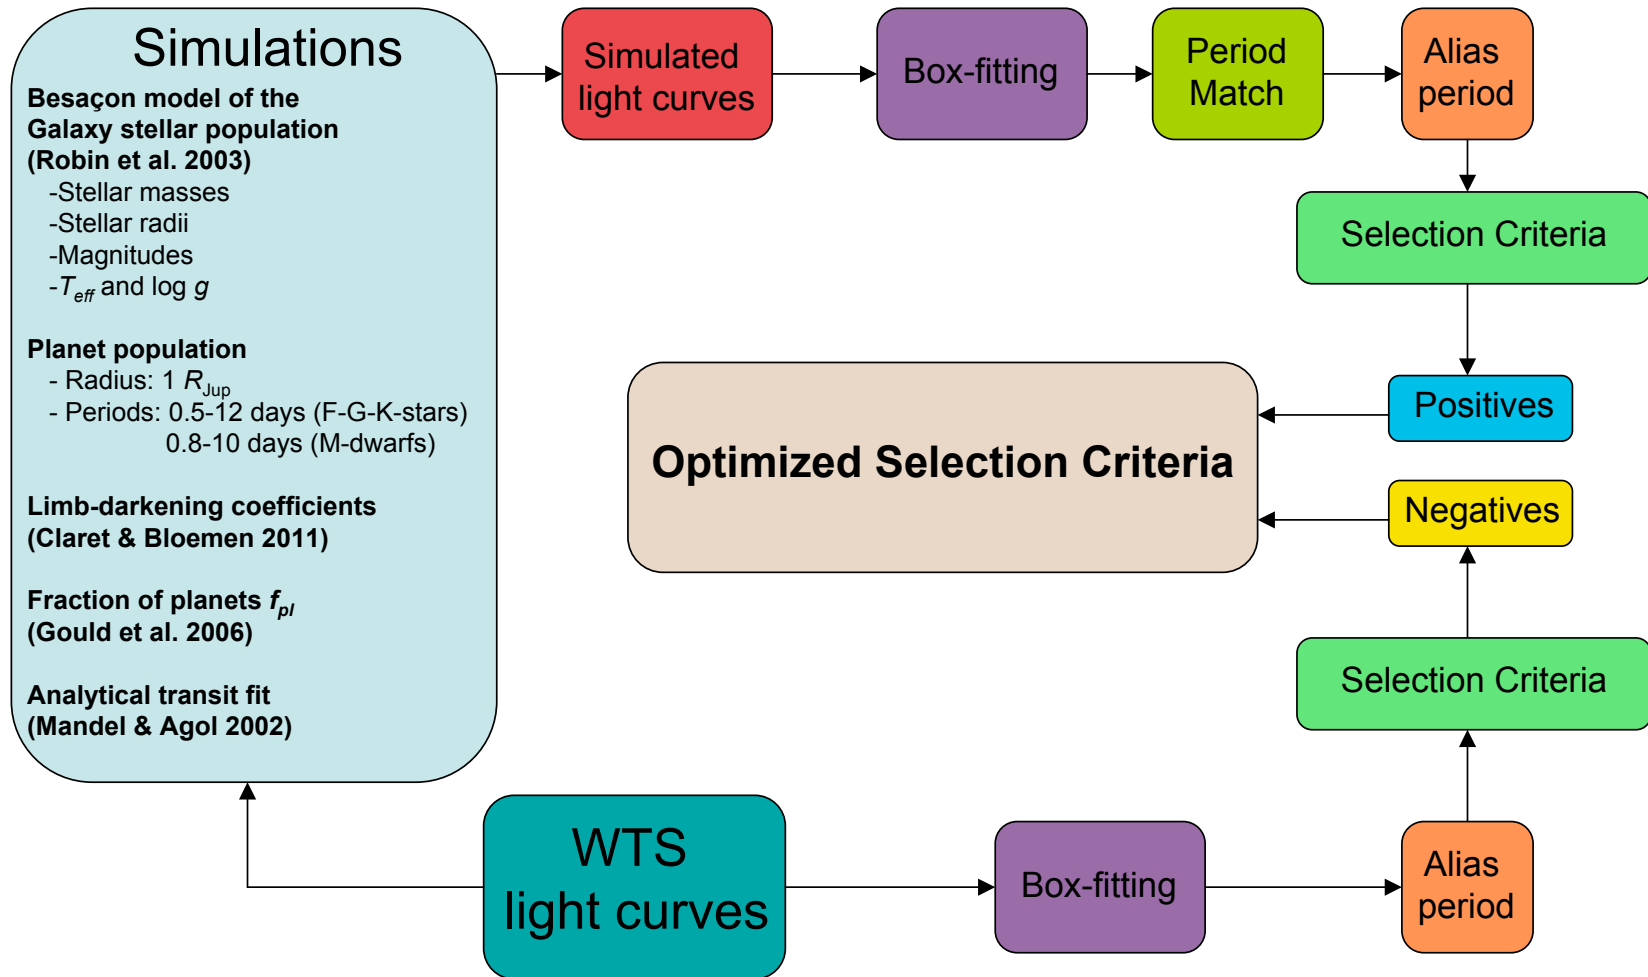 Simulations
Besaçon model of the
Galaxy stellar population
(Robin et al. 2003)
-Stellar masses
-Stellar radii
-Magnitudes
-Teff and log g
Planet population
- Radius: 1 RJup
- Periods: 0.5-12 days (F-G-K-stars)
0.8-10 days (M-dwarfs)
Limb-darkening coefficients
(Claret & Bloemen 2011)
Fraction of planets fpl
(Gould et al. 2006)
Analytical transit fit
(Mandel & Agol 2002)
Simulated
light curves
Box-fitting
Period
Match
Alias
period
Selection Criteria
Positives
Optimized Selection Criteria
Negatives
Selection Criteria
WTS
light curves
Box-fitting
Alias
period